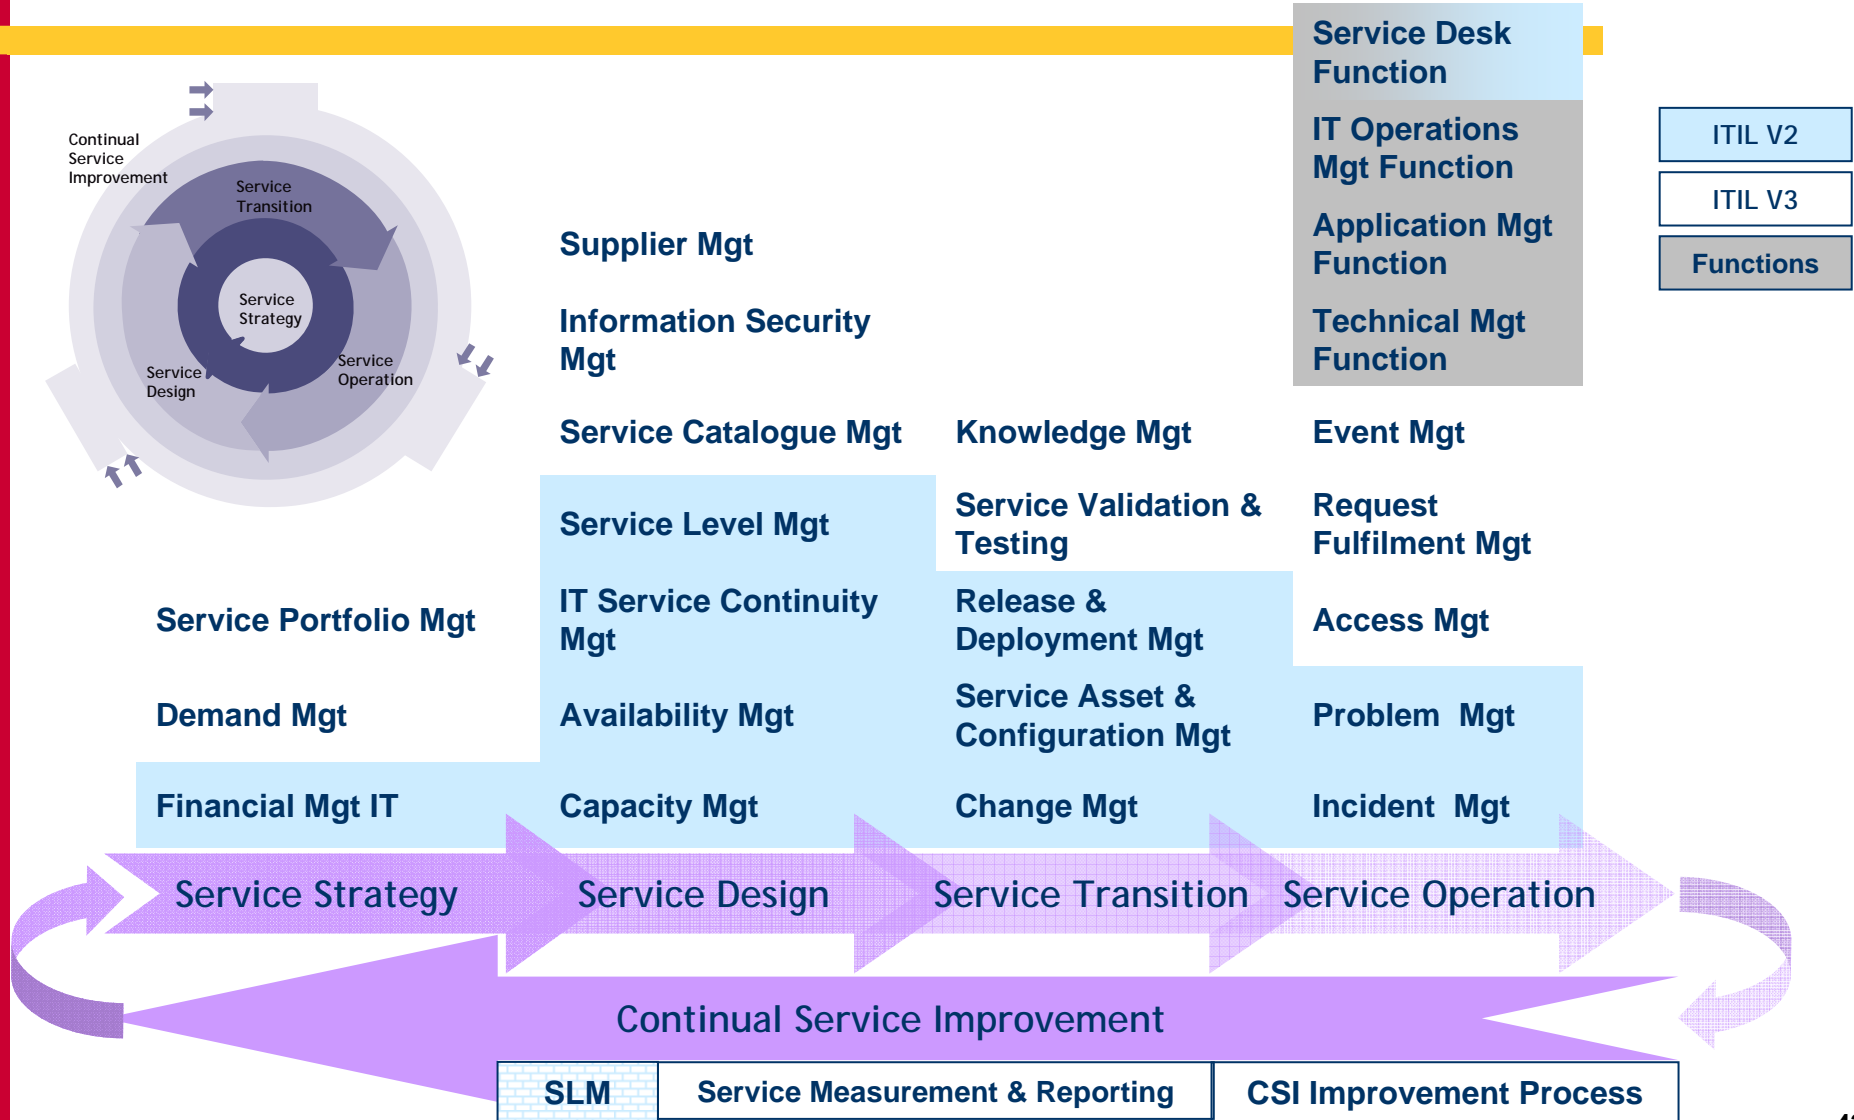 Service Desk
Function
IT Operations
Mgt Function
Application Mgt
Function
Technical Mgt
Function
ITIL V2
ITIL V3
Functions
Continual
Service
Improvement
Service
Transition
Service
Strategy
Service
Design
Service
Operation
Supplier Mgt
Information Security
Mgt
Service Catalogue Mgt
Knowledge Mgt
Event Mgt
Service Level Mgt
Service Validation &
Testing
Request
Fulfilment Mgt
Service Portfolio Mgt
IT Service Continuity
Mgt
Release &
Deployment Mgt
Access Mgt
Demand Mgt
Availability Mgt
Service Asset &
Configuration Mgt
Problem Mgt
Financial Mgt IT
Capacity Mgt
Change Mgt
Incident Mgt
Service Strategy
Service Design
Service Transition
Service Operation
Continual Service Improvement
SLM
Service Measurement & Reporting
CSI Improvement Process